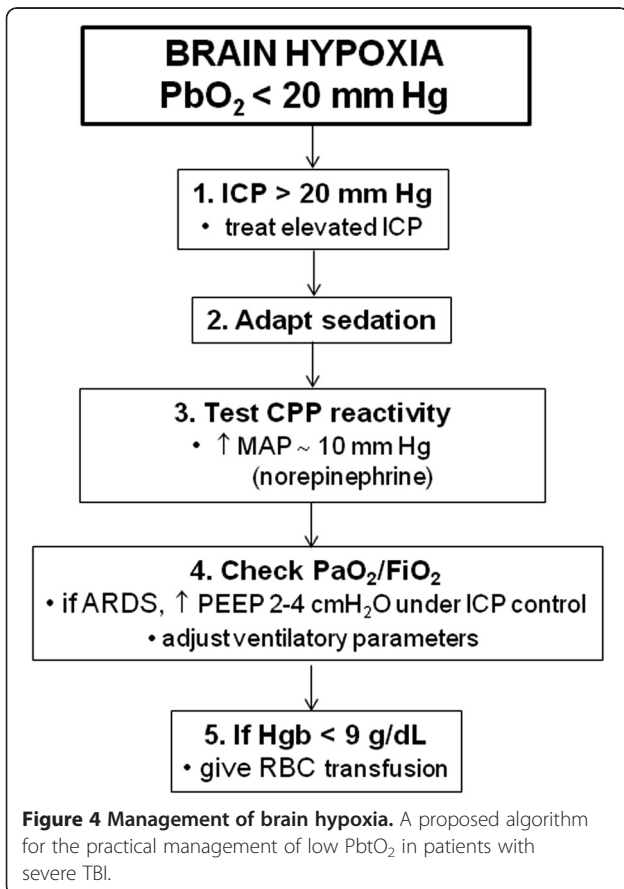 BRAIN HYPOXIA
PbO₂ < 20 mm Hg
1. ICP > 20 mm Hg
• treat elevated ICP
2. Adapt sedation
3. Test CPP reactivity
• ↑ MAP ~ 10 mm Hg
(norepinephrine)
4. Check PaO₂/FiO₂
• if ARDS, ↑ PEEP 2-4 cmH₂O under ICP control
• adjust ventilatory parameters
5. If Hgb < 9 g/dL
• give RBC transfusion
Figure 4 Management of brain hypoxia. A proposed algorithm
for the practical management of low PbtO₂ in patients with
severe TBI.